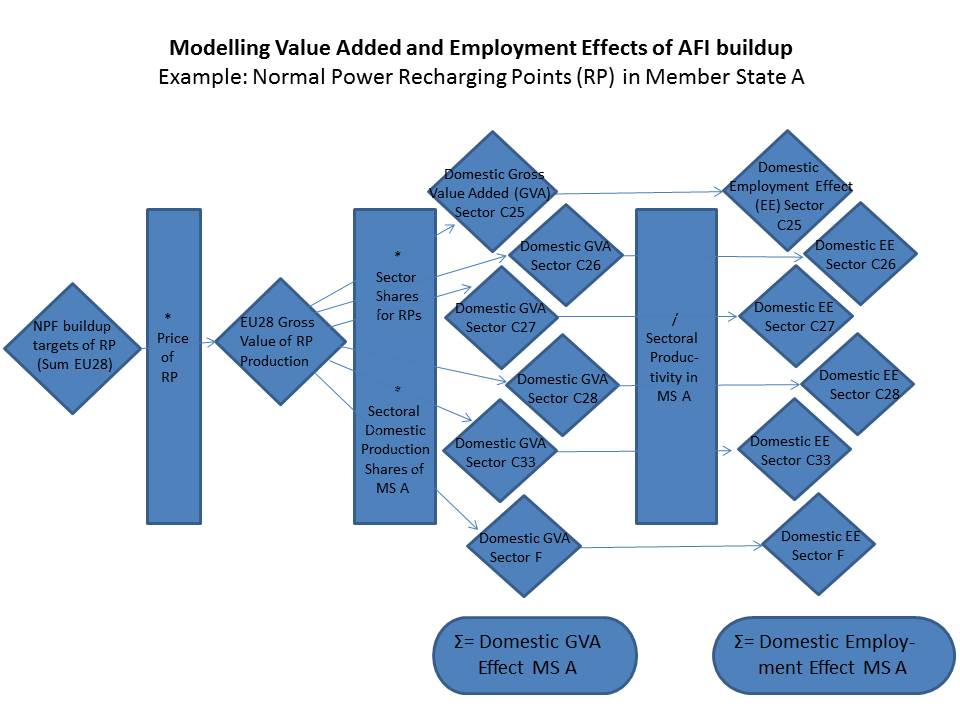 Modelling Value Added and Employment Effects of AFI buildup
Example: Normal Power Recharging Points (RP) in Member State A
NPF buildup
targets of RP
(Sum EU28)
*
Price
of
RP
EU28 Gross
Value of RP
Production
*
Sector
Shares
for RPs
*
Sectoral
Domestic
Production
Shares of
MS A
Domestic Gross
Value Added (GVA)
Sector C25
Domestic GVA
Sector C26
Domestic GVA
Sector C27
Domestic GVA
Sector C28
Domestic GVA
Sector C33
Domestic GVA
Sector F
/
Sectoral
Produc-
tivity in
MS A
Domestic
Employment Effect
(EE) Sector
C25
Domestic EE
Sector C26
Domestic EE
Sector C27
Domestic EE
Sector C28
Domestic EE
Sector C33
Domestic EE
Sector F
Σ= Domestic GVA
Effect MS A
Σ= Domestic Employ-
ment Effect MS A